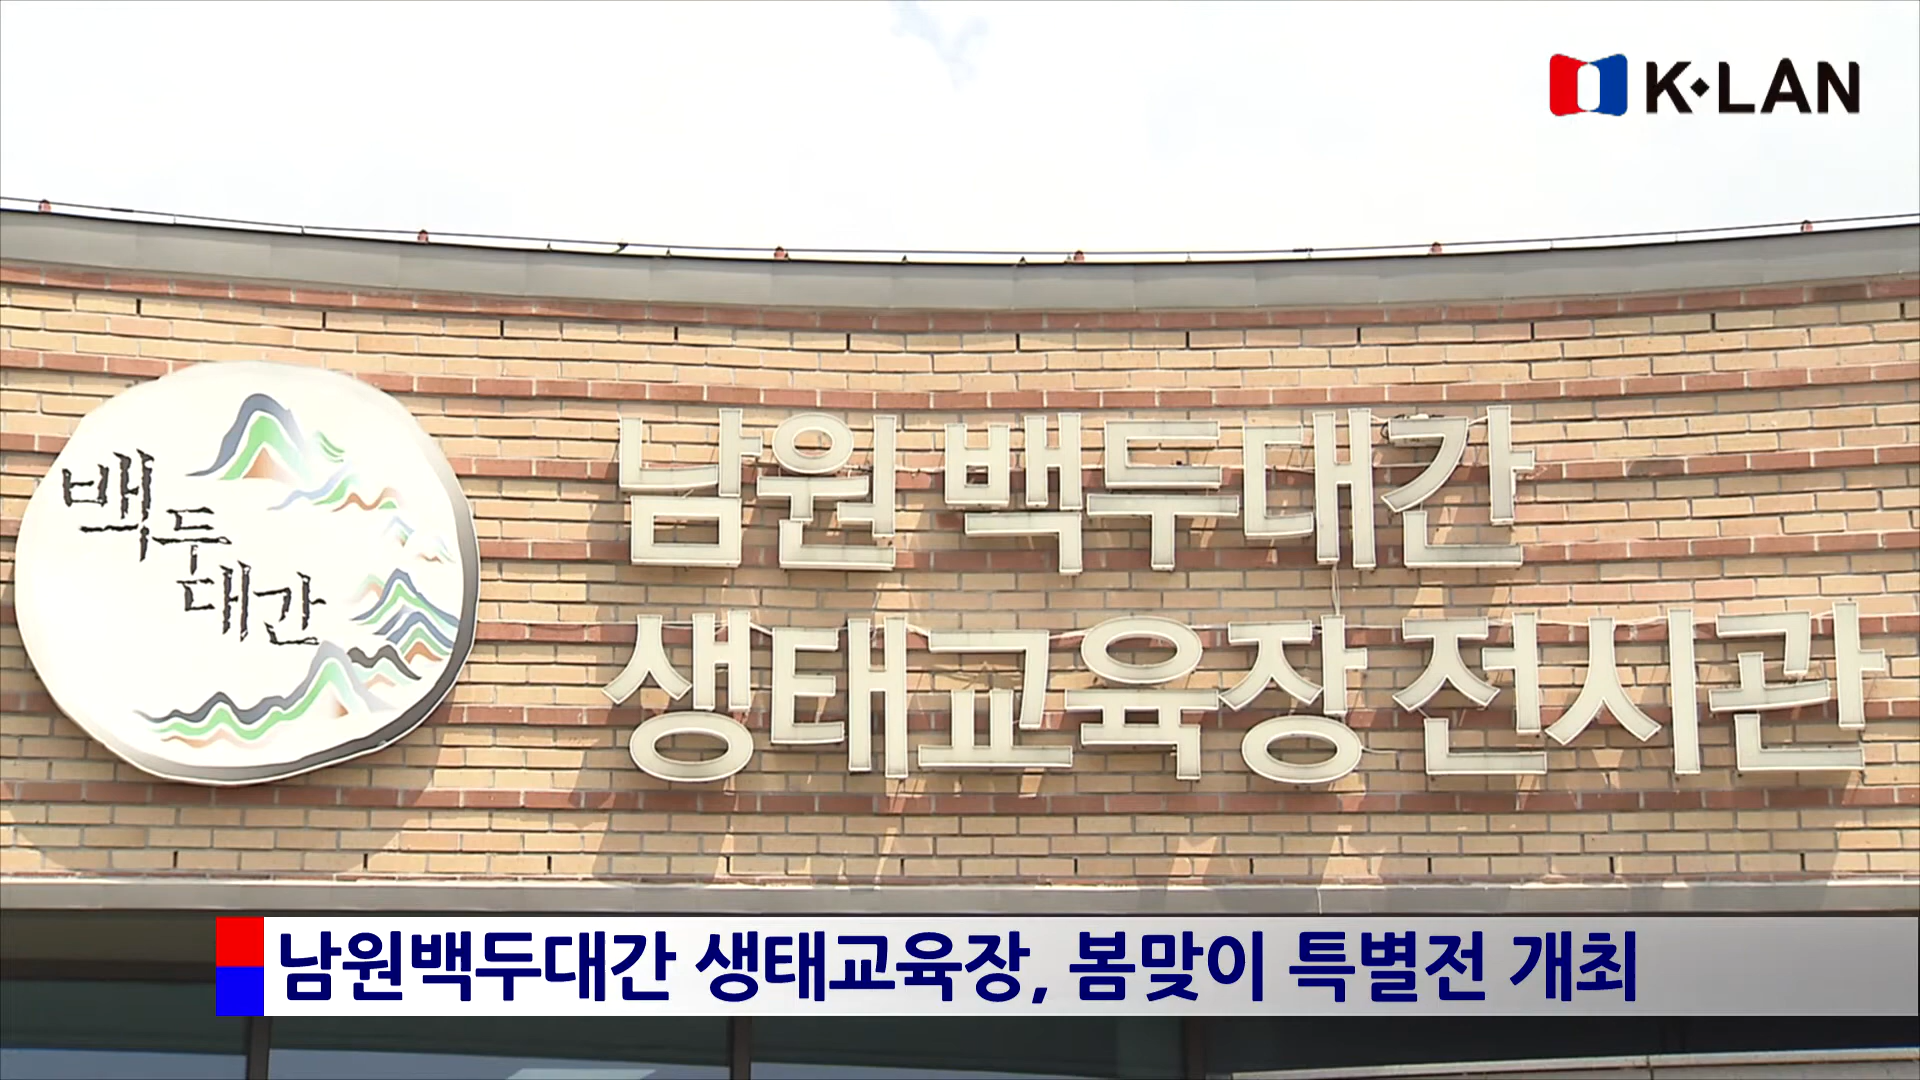 K·LAN
백두
대간
남원 백두대간
생태교육장 전시관
남원백두대간 생태교육장, 봄맞이 특별전 개최